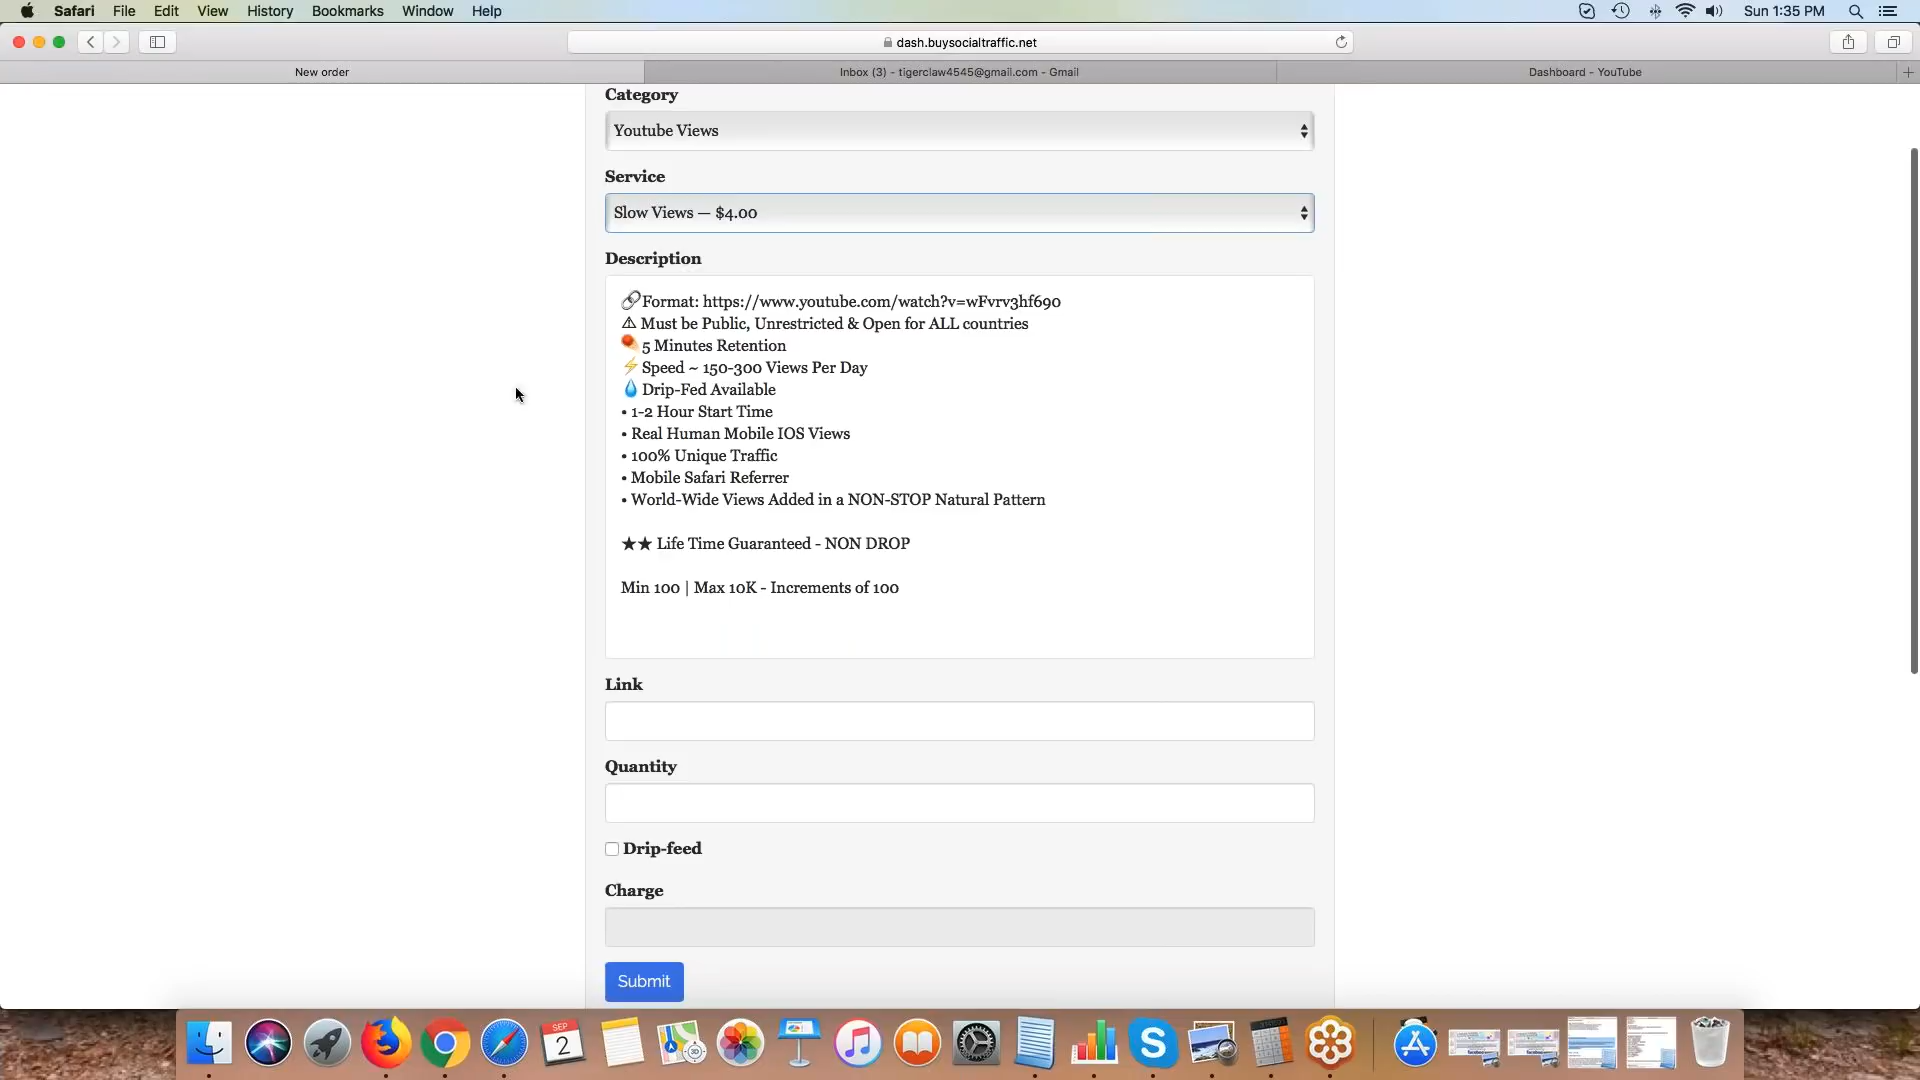 Safari File Edit View History Bookmarks Window Help Sun 1:35 PM
dash.buysocialtraffic.net
New order Inbox (3) - tigerclaw4545@gmail.com - Gmail Dashboard - YouTube
Category
Youtube Views
Service
Slow Views — $4.00
Description
🔗Format: https://www.youtube.com/watch?v=wFvrv3hf690
⚠ Must be Public, Unrestricted & Open for ALL countries
5 Minutes Retention
⚡Speed ~ 150-300 Views Per Day
💧Drip-Fed Available
• 1-2 Hour Start Time
• Real Human Mobile IOS Views
• 100% Unique Traffic
• Mobile Safari Referrer
• World-Wide Views Added in a NON-STOP Natural Pattern
★★ Life Time Guaranteed - NON DROP
Min 100 | Max 10K - Increments of 100
Link
Quantity
Drip-feed
Charge
Submit
SEP
2
3D